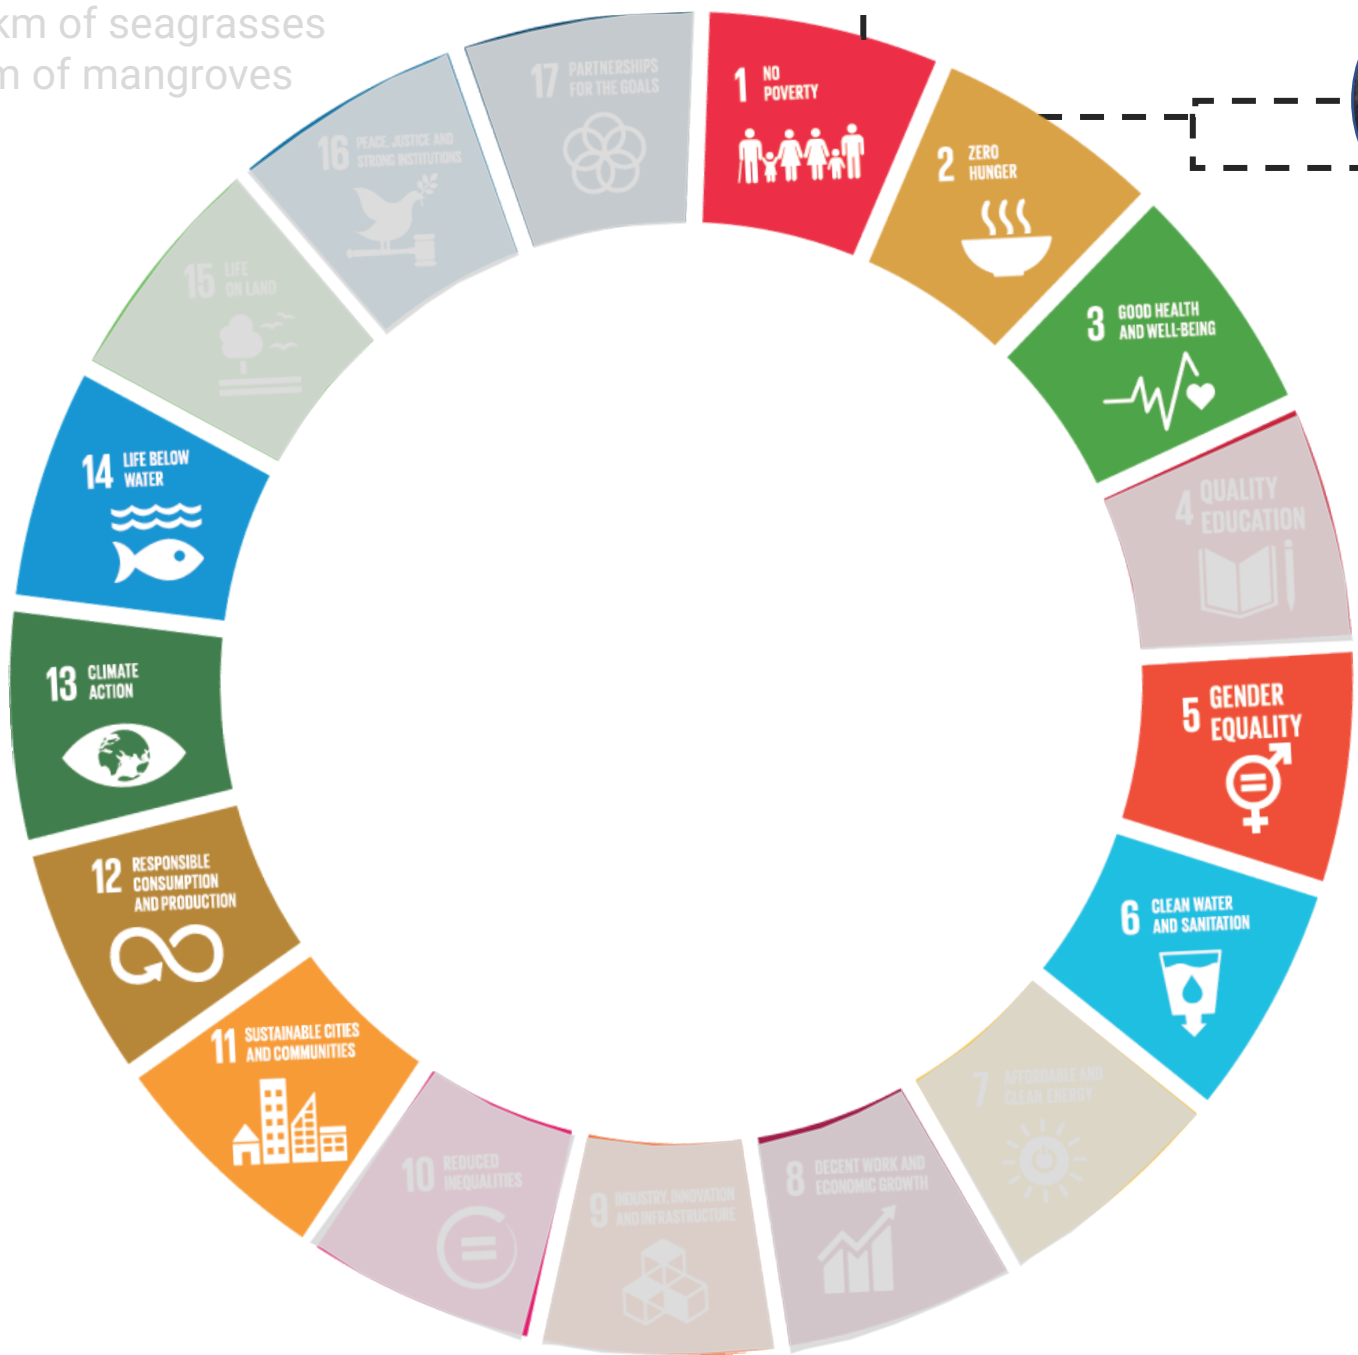 km of seagrasses
m of mangroves
1 NO
POVERTY
2 ZERO
HUNGER
3 GOOD HEALTH
AND WELL-BEING
4 QUALITY
EDUCATION
5 GENDER
EQUALITY
6 CLEAN WATER
AND SANITATION
7 AFFORDABLE AND
CLEAN ENERGY
8 DECENT WORK AND
ECONOMIC GROWTH
9 INDUSTRY, INNOVATION
AND INFRASTRUCTURE
10 REDUCED
INEQUALITIES
11 SUSTAINABLE CITIES
AND COMMUNITIES
12 RESPONSIBLE
CONSUMPTION
AND PRODUCTION
13 CLIMATE
ACTION
14 LIFE BELOW
WATER
15 LIFE
ON LAND
16 PEACE, JUSTICE AND
STRONG INSTITUTIONS
17 PARTNERSHIPS
FOR THE GOALS